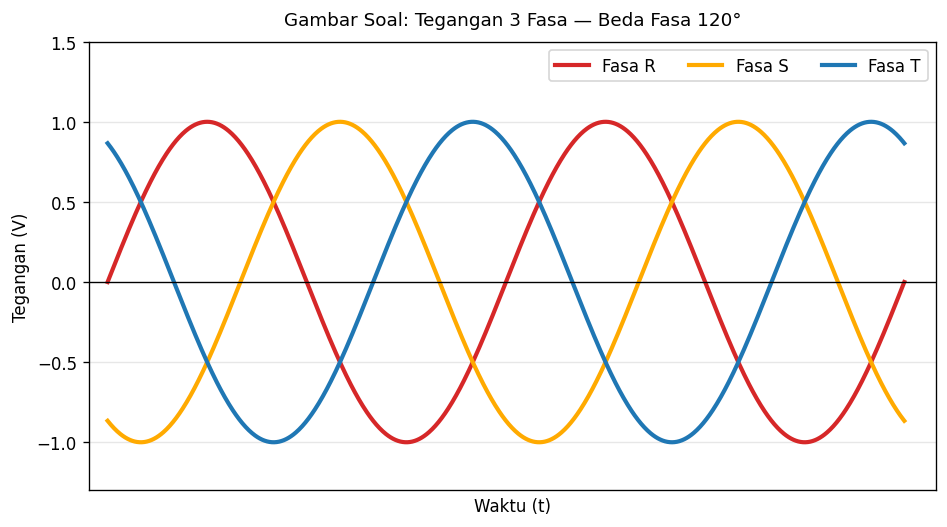 Gambar Soal: Tegangan 3 Fasa — Beda Fasa 120°
Fasa R
Fasa S
Fasa T
Tegangan (V)
1.5
1.0
0.5
0.0
−0.5
−1.0
Waktu (t)